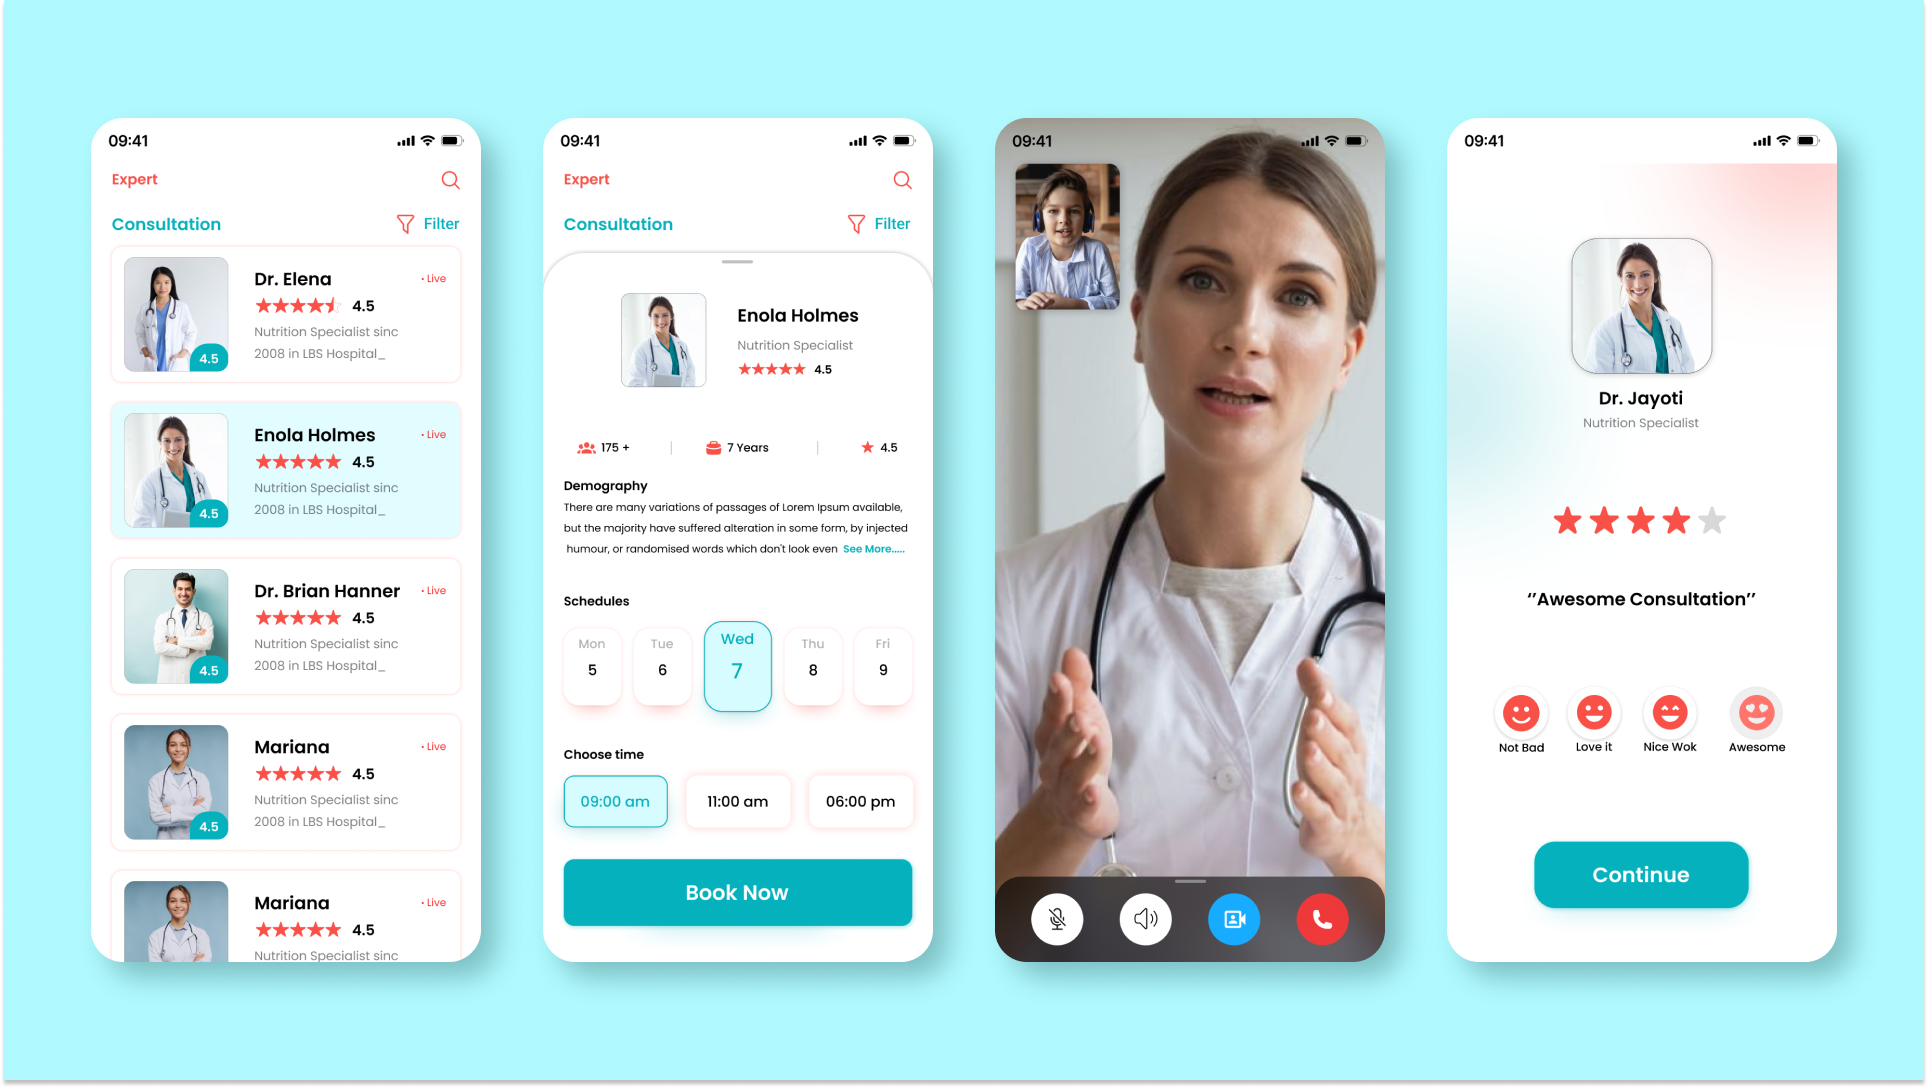 09:41
Expert
Consultation
Filter
Dr. Elena
• Live
4.5
Nutrition Specialist sinc
2008 in LBS Hospital_
4.5
Enola Holmes
• Live
4.5
Nutrition Specialist sinc
2008 in LBS Hospital_
4.5
Dr. Brian Hanner
• Live
4.5
Nutrition Specialist sinc
2008 in LBS Hospital_
4.5
Mariana
• Live
4.5
Nutrition Specialist sinc
2008 in LBS Hospital_
4.5
Mariana
• Live
4.5
Nutrition Specialist sinc
09:41
Expert
Consultation
Filter
Enola Holmes
Nutrition Specialist
4.5
175 +
7 Years
4.5
Demography
There are many variations of passages of Lorem Ipsum available,
but the majority have suffered alteration in some form, by injected
humour, or randomised words which don't look even See More.....
Schedules
Mon
5
Tue
6
Wed
7
Thu
8
Fri
9
Choose time
09:00 am
11:00 am
06:00 pm
Book Now
09:41
09:41
Dr. Jayoti
Nutrition Specialist
‘’Awesome Consultation’’
Not Bad
Love it
Nice Wok
Awesome
Continue